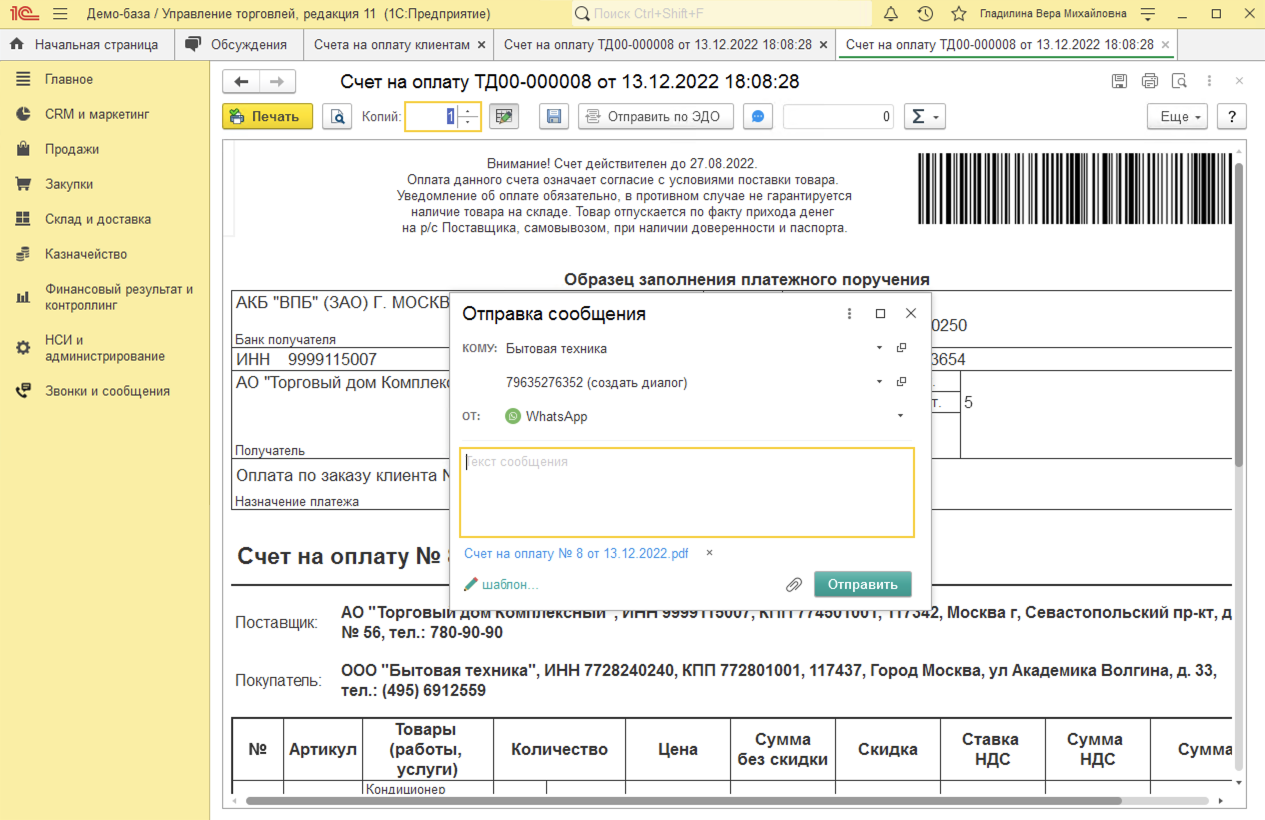 1С Демо-база / Управление торговлей, редакция 11 (1С:Предприятие) Поиск Ctrl+Shift+F Гладилина Вера Михайловна
Начальная страница Обсуждения Счета на оплату клиентам × Счет на оплату ТД00-000008 от 13.12.2022 18:08:28 × Счет на оплату ТД00-000008 от 13.12.2022 18:08:28 ×
Главное
CRM и маркетинг
Продажи
Закупки
Склад и доставка
Казначейство
Финансовый результат и
контроллинг
НСИ и
администрирование
Звонки и сообщения
Счет на оплату ТД00-000008 от 13.12.2022 18:08:28
Печать Копий: 1 Отправить по ЭДО 0 Σ Еще ?
Внимание! Счет действителен до 27.08.2022.
Оплата данного счета означает согласие с условиями поставки товара.
Уведомление об оплате обязательно, в противном случае не гарантируется
наличие товара на складе. Товар отпускается по факту прихода денег
на р/с Поставщика, самовывозом, при наличии доверенности и паспорта.
Образец заполнения платежного поручения
АКБ "ВПБ" (ЗАО) Г. МОСКВ
0250
Банк получателя
ИНН 9999115007
3654
АО "Торговый дом Комплекс
т. 5
Получатель
Оплата по заказу клиента
Назначение платежа
Отправка сообщения
КОМУ: Бытовая техника
79635276352 (создать диалог)
ОТ: WhatsApp
Текст сообщения
Счет на оплату № 8 от 13.12.2022.pdf ×
шаблон... Отправить
Счет на оплату №
Поставщик: АО "Торговый дом Комплексный", ИНН 9999115007, КПП 774501001, 117342, Москва г, Севастопольский пр-кт, д
№ 56, тел.: 780-90-90
Покупатель: ООО "Бытовая техника", ИНН 7728240240, КПП 772801001, 117437, Город Москва, ул Академика Волгина, д. 33,
тел.: (495) 6912559
№ Артикул Товары (работы, услуги) Количество Цена Сумма без скидки Скидка Ставка НДС Сумма НДС Сумма
Кондиционер